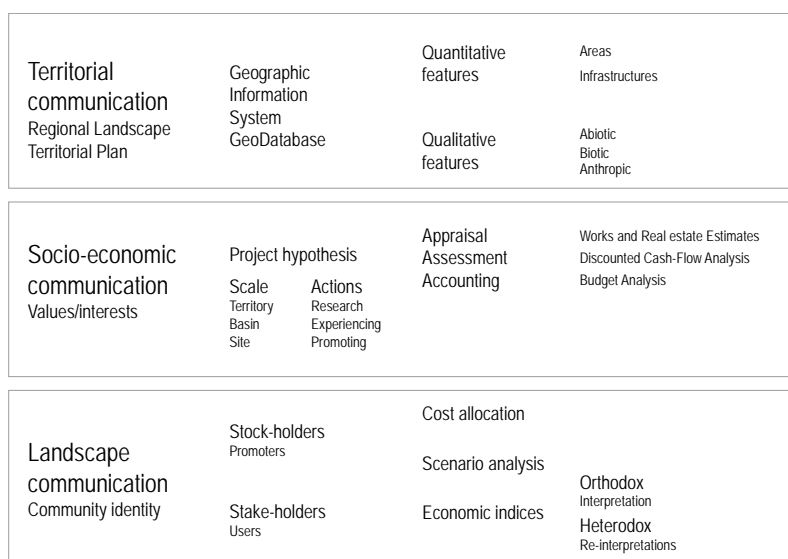 Territorial
communication
Regional Landscape
Territorial Plan
Geographic
Information
System
GeoDatabase
Quantitative
features
Areas
Infrastructures
Qualitative
features
Abiotic
Biotic
Anthropic
Socio-economic
communication
Values/interests
Project hypothesis
Scale
Territory
Basin
Site
Actions
Research
Experiencing
Promoting
Appraisal
Assessment
Accounting
Works and Real estate Estimates
Discounted Cash-Flow Analysis
Budget Analysis
Landscape
communication
Community identity
Stock-holders
Promoters
Stake-holders
Users
Cost allocation
Scenario analysis
Economic indices
Orthodox
Interpretation
Heterodox
Re-interpretations